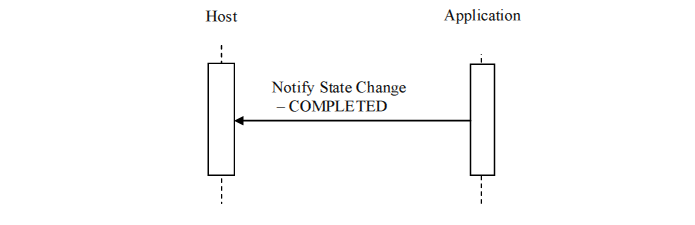 Host
Application
Notify State Change
– COMPLETED